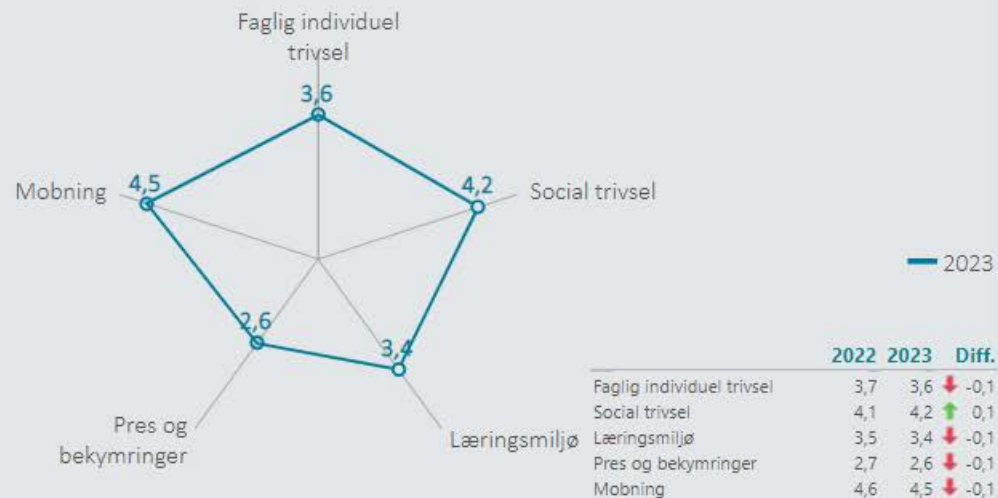 Faglig individuel
trivsel
3,6
Mobning
4,5
4,2
Social trivsel
2023
2,6
3,4
Pres og
bekymringer
Læringsmiljø
2022 2023 Diff.
Faglig individuel trivsel 3,7 3,6 -0,1
Social trivsel 4,1 4,2 0,1
Læringsmiljø 3,5 3,4 -0,1
Pres og bekymringer 2,7 2,6 -0,1
Mobning 4,6 4,5 -0,1